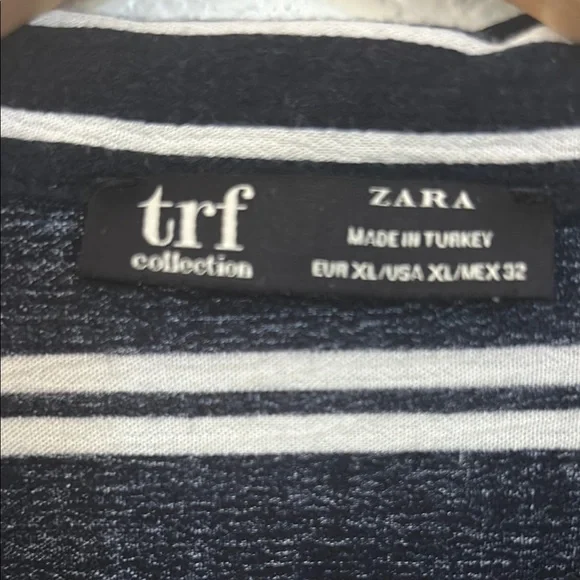 trf
collection
ZARA
MADE IN TURKEY
EUR XL/USA XL/MEX 32